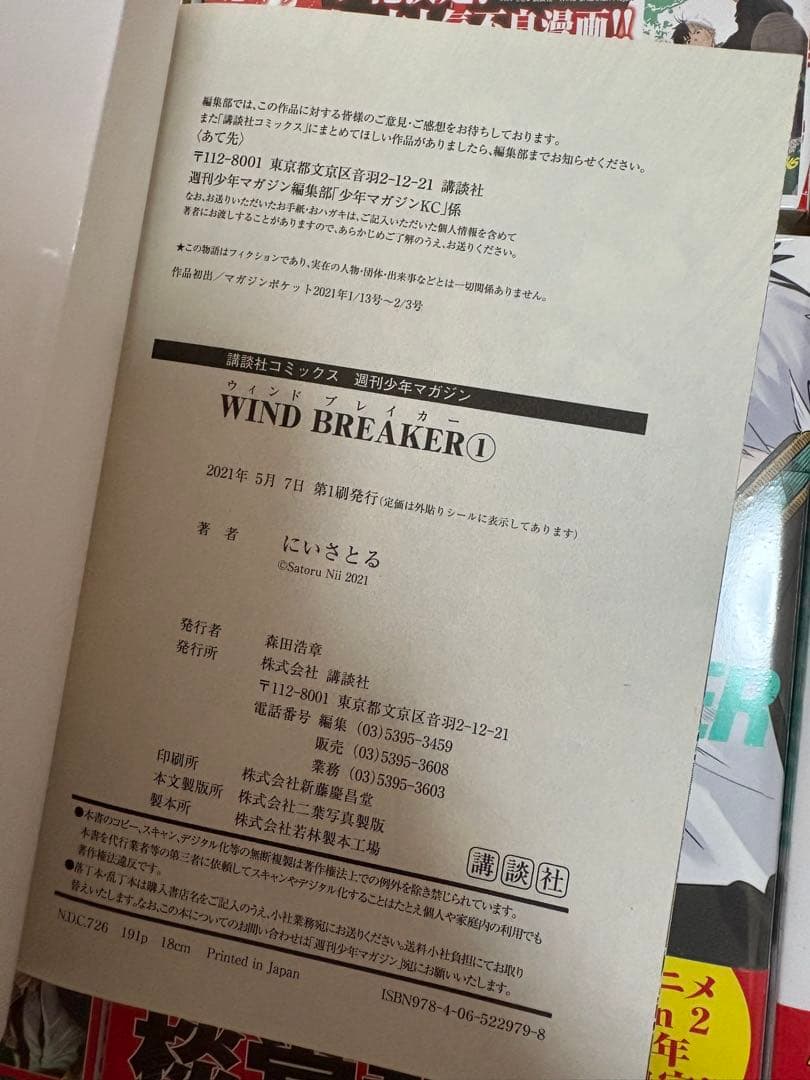 不良漫画!!
編集部では、この作品に対する皆様のご意見・ご感想をお待ちしております。
また「講談社コミックス」にまとめてほしい作品がありましたら、編集部までお知らせください。
〈あて先〉
〒112-8001 東京都文京区音羽2-12-21 講談社
週刊少年マガジン編集部「少年マガジンKC」係
なお、お送りいただいたお手紙・おハガキは、ご記入いただいた個人情報を含めて
著者にお渡しすることがありますので、あらかじめご了解のうえ、お送りください。
★この物語はフィクションであり、実在の人物・団体・出来事などとは一切関係ありません。
作品初出/マガジンポケット2021年1/13号〜2/3号
講談社コミックス 週刊少年マガジン
ウィンド ブレイカー
WIND BREAKER①
2021年 5月 7日 第1刷発行(定価は外貼りシールに表示してあります)
著 者 にいさとる
©Satoru Nii 2021
発行者 森田浩章
発行所 株式会社 講談社
〒112-8001 東京都文京区音羽2-12-21
電話番号 編集 (03)5395-3459
販売 (03)5395-3608
業務 (03)5395-3603
印刷所 株式会社新藤慶昌堂
本文製版所 株式会社二葉写真製版
製本所 株式会社若林製本工場
講談社
●本書のコピー、スキャン、デジタル化等の無断複製は著作権法上での例外を除き禁じられています。
本書を代行業者等の第三者に依頼してスキャンやデジタル化することはたとえ個人や家庭内の利用でも
著作権法違反です。
●落丁本・乱丁本は購入書店名をご記入のうえ、小社業務宛にお送りください。送料小社負担にてお取り
替えいたします。なお、この本についてのお問い合わせは「週刊少年マガジン」宛にお願いいたします。
N.D.C.726 191p 18cm Printed in Japan
ISBN978-4-06-522979-8
ER
ニメ
n 2
年